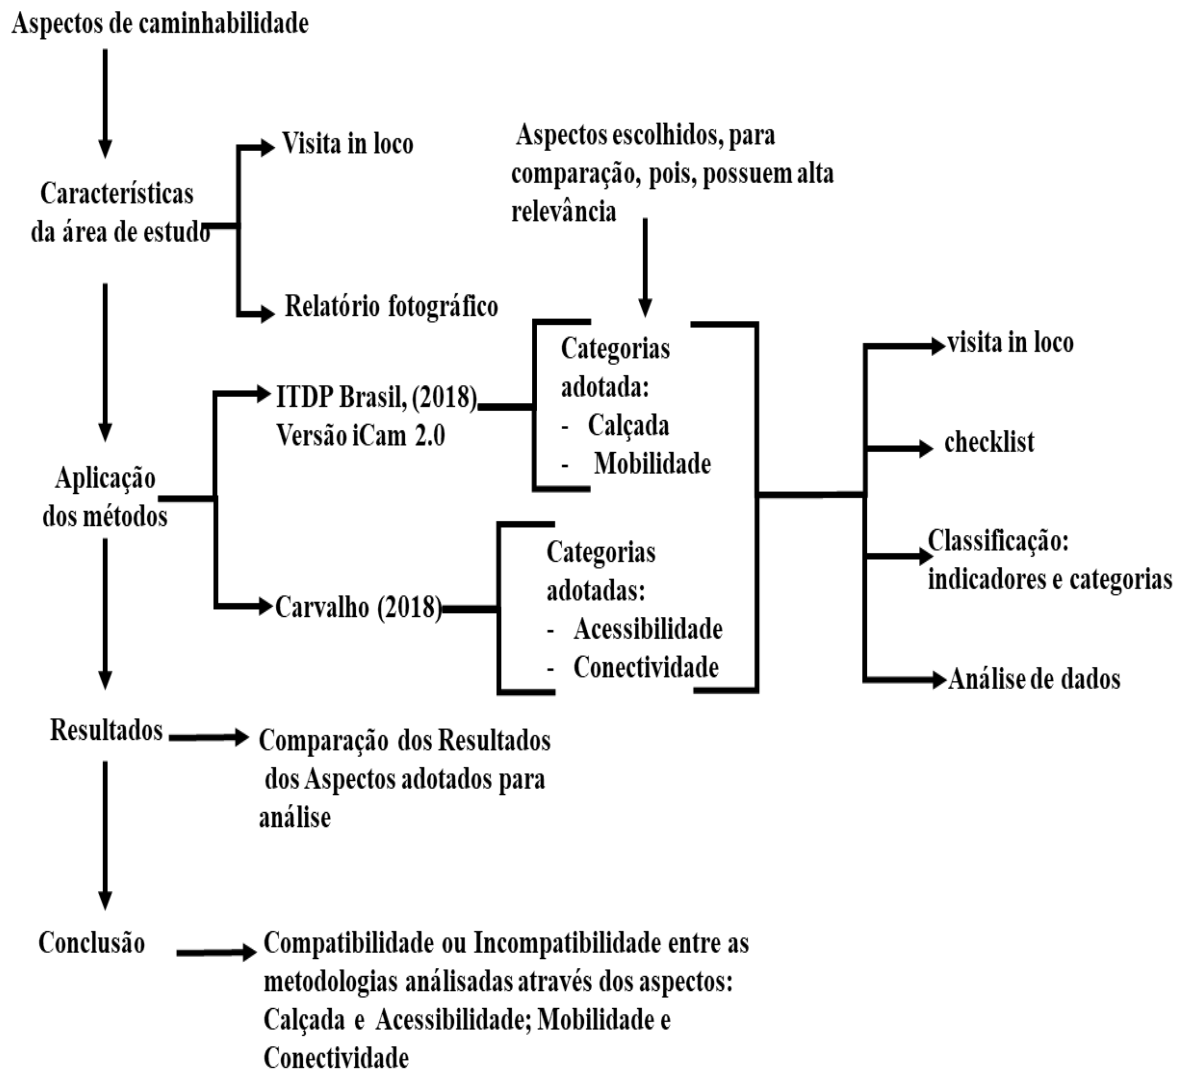 Aspectos de caminhabilidade
Visita in loco
Características
da área de estudo
Relatório fotográfico
Aspectos escolhidos, para
comparação, pois, possuem alta
relevância
ITDP Brasil, (2018)
Versão iCam 2.0
Categorias
adotada:
- Calçada
- Mobilidade
Aplicação
dos métodos
Carvalho (2018)
Categorias
adotadas:
- Acessibilidade
- Conectividade
visita in loco
checklist
Classificação:
indicadores e categorias
Análise de dados
Resultados
Comparação dos Resultados
dos Aspectos adotados para
análise
Conclusão
Compatibilidade ou Incompatibilidade entre as
metodologias análisadas através dos aspectos:
Calçada e Acessibilidade; Mobilidade e
Conectividade